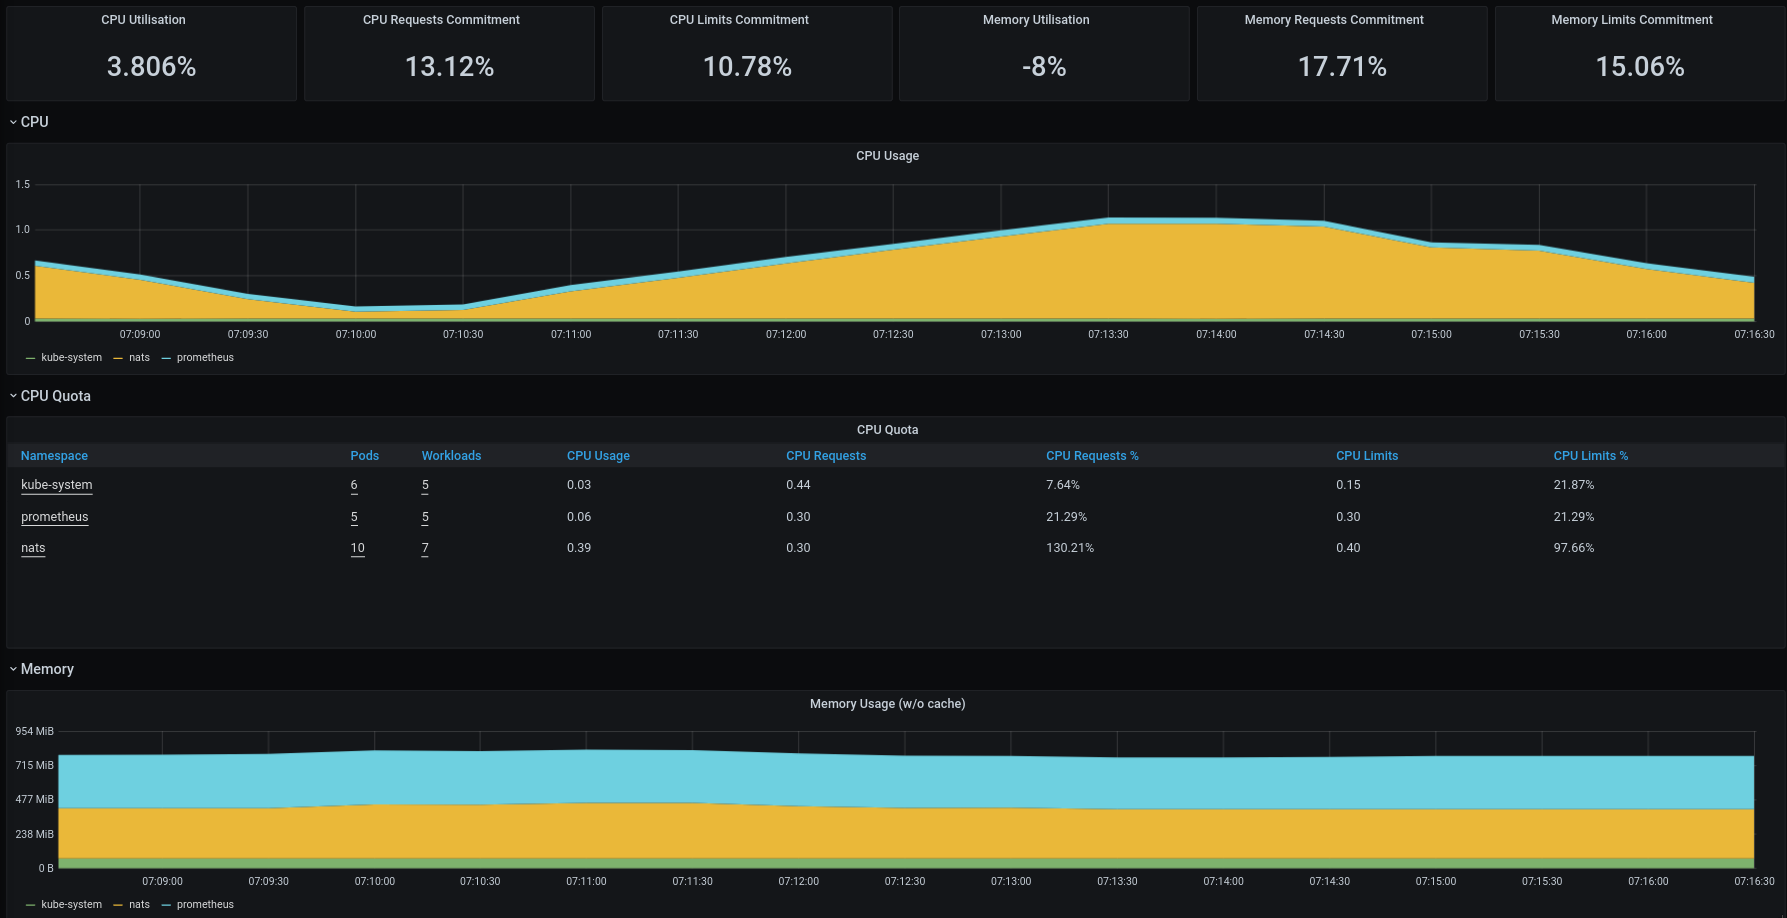 CPU Utilisation
3.806%
CPU Requests Commitment
13.12%
CPU Limits Commitment
10.78%
Memory Utilisation
-8%
Memory Requests Commitment
17.71%
Memory Limits Commitment
15.06%
CPU
CPU Usage
1.5
1.0
0.5
0
07:09:00 07:09:30 07:10:00 07:10:30 07:11:00 07:11:30 07:12:00 07:12:30 07:13:00 07:13:30 07:14:00 07:14:30 07:15:00 07:15:30 07:16:00 07:16:30
kube-system nats prometheus
CPU Quota
CPU Quota
Namespace Pods Workloads CPU Usage CPU Requests CPU Requests % CPU Limits CPU Limits %
kube-system 6 5 0.03 0.44 7.64% 0.15 21.87%
prometheus 5 5 0.06 0.30 21.29% 0.30 21.29%
nats 10 7 0.39 0.30 130.21% 0.40 97.66%
Memory
Memory Usage (w/o cache)
954 MiB
715 MiB
477 MiB
238 MiB
0 B
07:09:00 07:09:30 07:10:00 07:10:30 07:11:00 07:11:30 07:12:00 07:12:30 07:13:00 07:13:30 07:14:00 07:14:30 07:15:00 07:15:30 07:16:00 07:16:30
kube-system nats prometheus